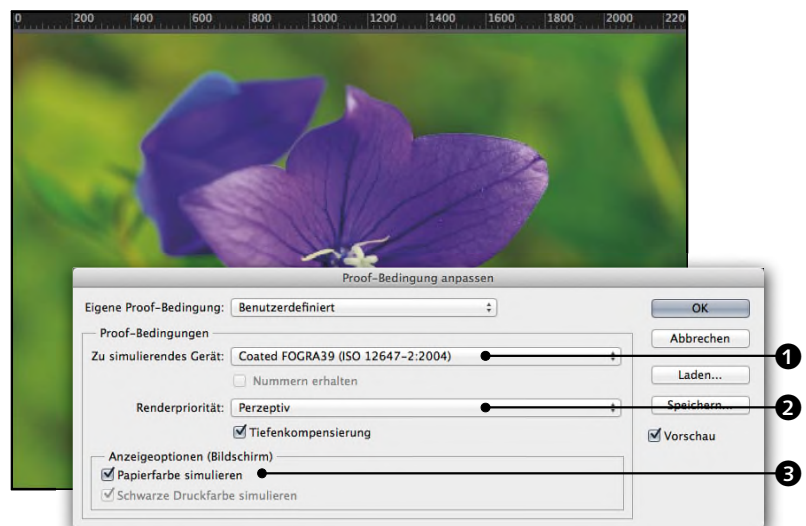 0 200 400 600 800 1000 1200 1400 1600 1800 2000 220
Proof-Bedingung anpassen
Eigene Proof-Bedingung: Benutzerdefiniert
OK
Proof-Bedingungen
Abbrechen
Zu simulierendes Gerät: Coated FOGRA39 (ISO 12647-2:2004)
1
Nummern erhalten
Laden...
Renderpriorität: Perzeptiv
Speichern...
2
Tiefenkompensierung
Vorschau
Anzeigeoptionen (Bildschirm)
Papierfarbe simulieren
3
Schwarze Druckfarbe simulieren